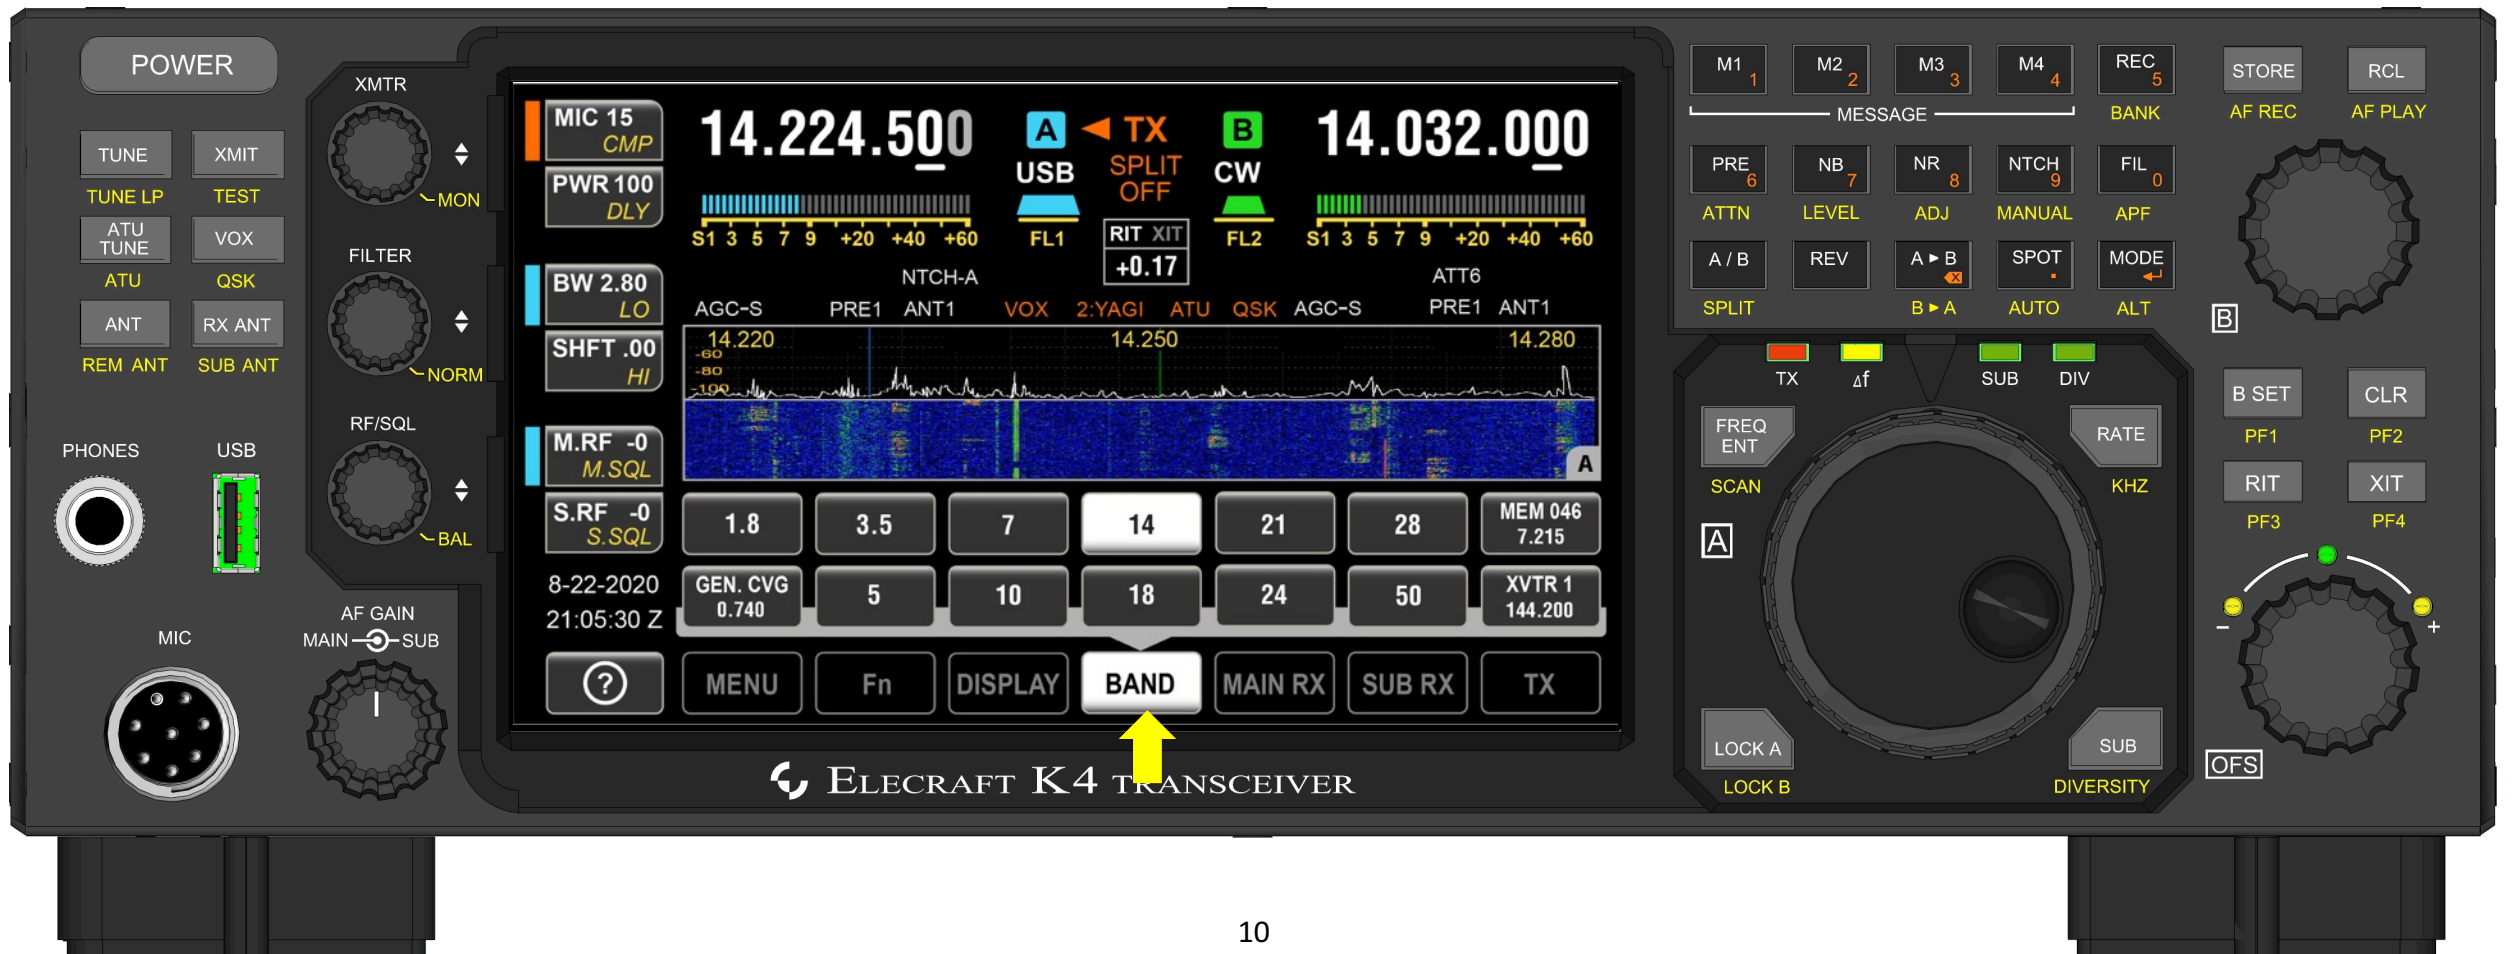 POWER
TUNE XMIT
TUNE LP TEST
ATU TUNE VOX
ATU QSK
ANT RX ANT
REM ANT SUB ANT
PHONES USB
MIC
XMTR
MON
FILTER
NORM
RF/SQL
BAL
AF GAIN
MAIN SUB
MIC 15
CMP
PWR 100
DLY
BW 2.80
LO
SHFT .00
HI
M.RF -0
M.SQL
S.RF -0
S.SQL
8-22-2020
21:05:30 Z
?
14.224.500
A TX B
14.032.000
USB SPLIT OFF CW
S1 3 5 7 9 +20 +40 +60
FL1
RIT XIT
+0.17
FL2
S1 3 5 7 9 +20 +40 +60
NTCH-A ATT6
AGC-S PRE1 ANT1 VOX 2:YAGI ATU QSK AGC-S PRE1 ANT1
14.220 14.250 14.280
-60
-80
-100
A
1.8 3.5 7 14 21 28 MEM 046
7.215
GEN. CVG
0.740 5 10 18 24 50 XVTR 1
144.200
MENU Fn DISPLAY BAND MAIN RX SUB RX TX
ELECRAFT K4 TRANSCEIVER
M1 1 M2 2 M3 3 M4 4 REC 5
MESSAGE BANK
PRE 6 NB 7 NR 8 NTCH 9 FIL 0
ATTN LEVEL ADJ MANUAL APF
A / B REV A ▸ B SPOT . MODE
SPLIT B ▸ A AUTO ALT
STORE RCL
AF REC AF PLAY
B
TX Δf SUB DIV
FREQ ENT RATE
SCAN KHZ
A
LOCK A SUB
LOCK B DIVERSITY
B SET CLR
PF1 PF2
RIT XIT
PF3 PF4
- +
OFS
10